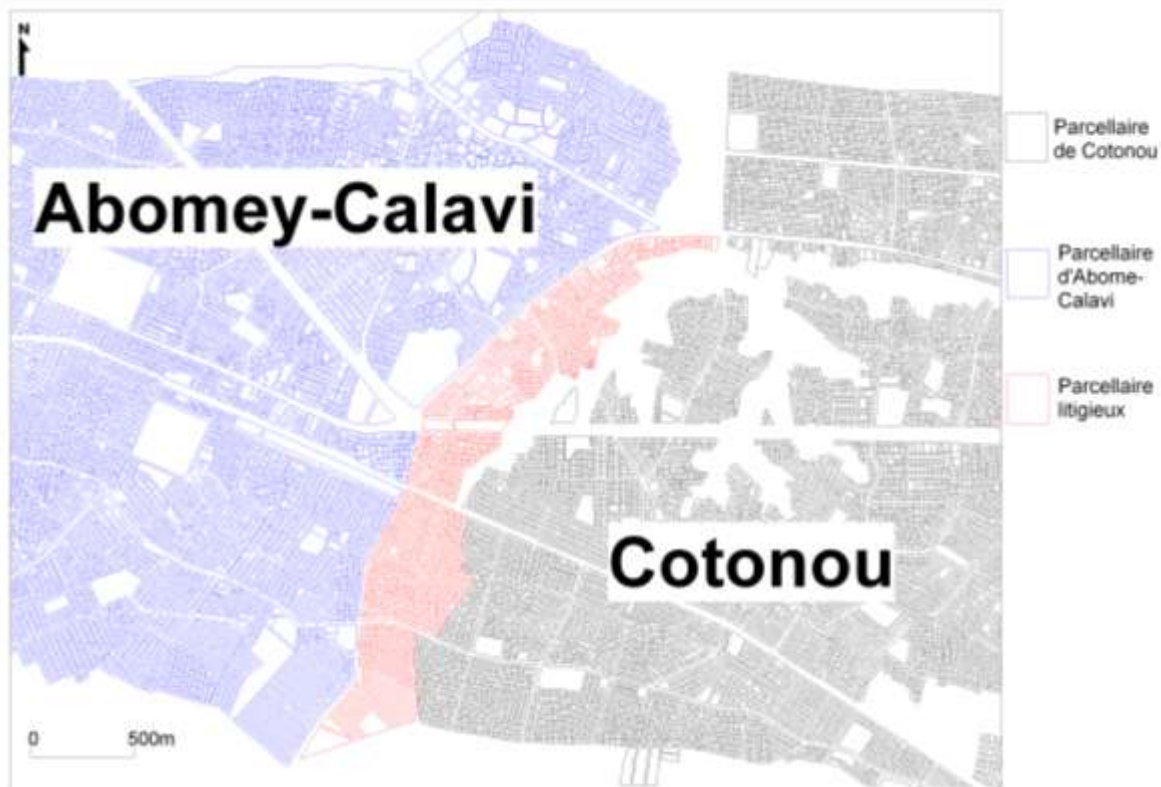 N
Abomey-Calavi
Cotonou
0 500m
Parcellaire
de Cotonou
Parcellaire
d'Abome-
Calavi
Parcellaire
litigieux